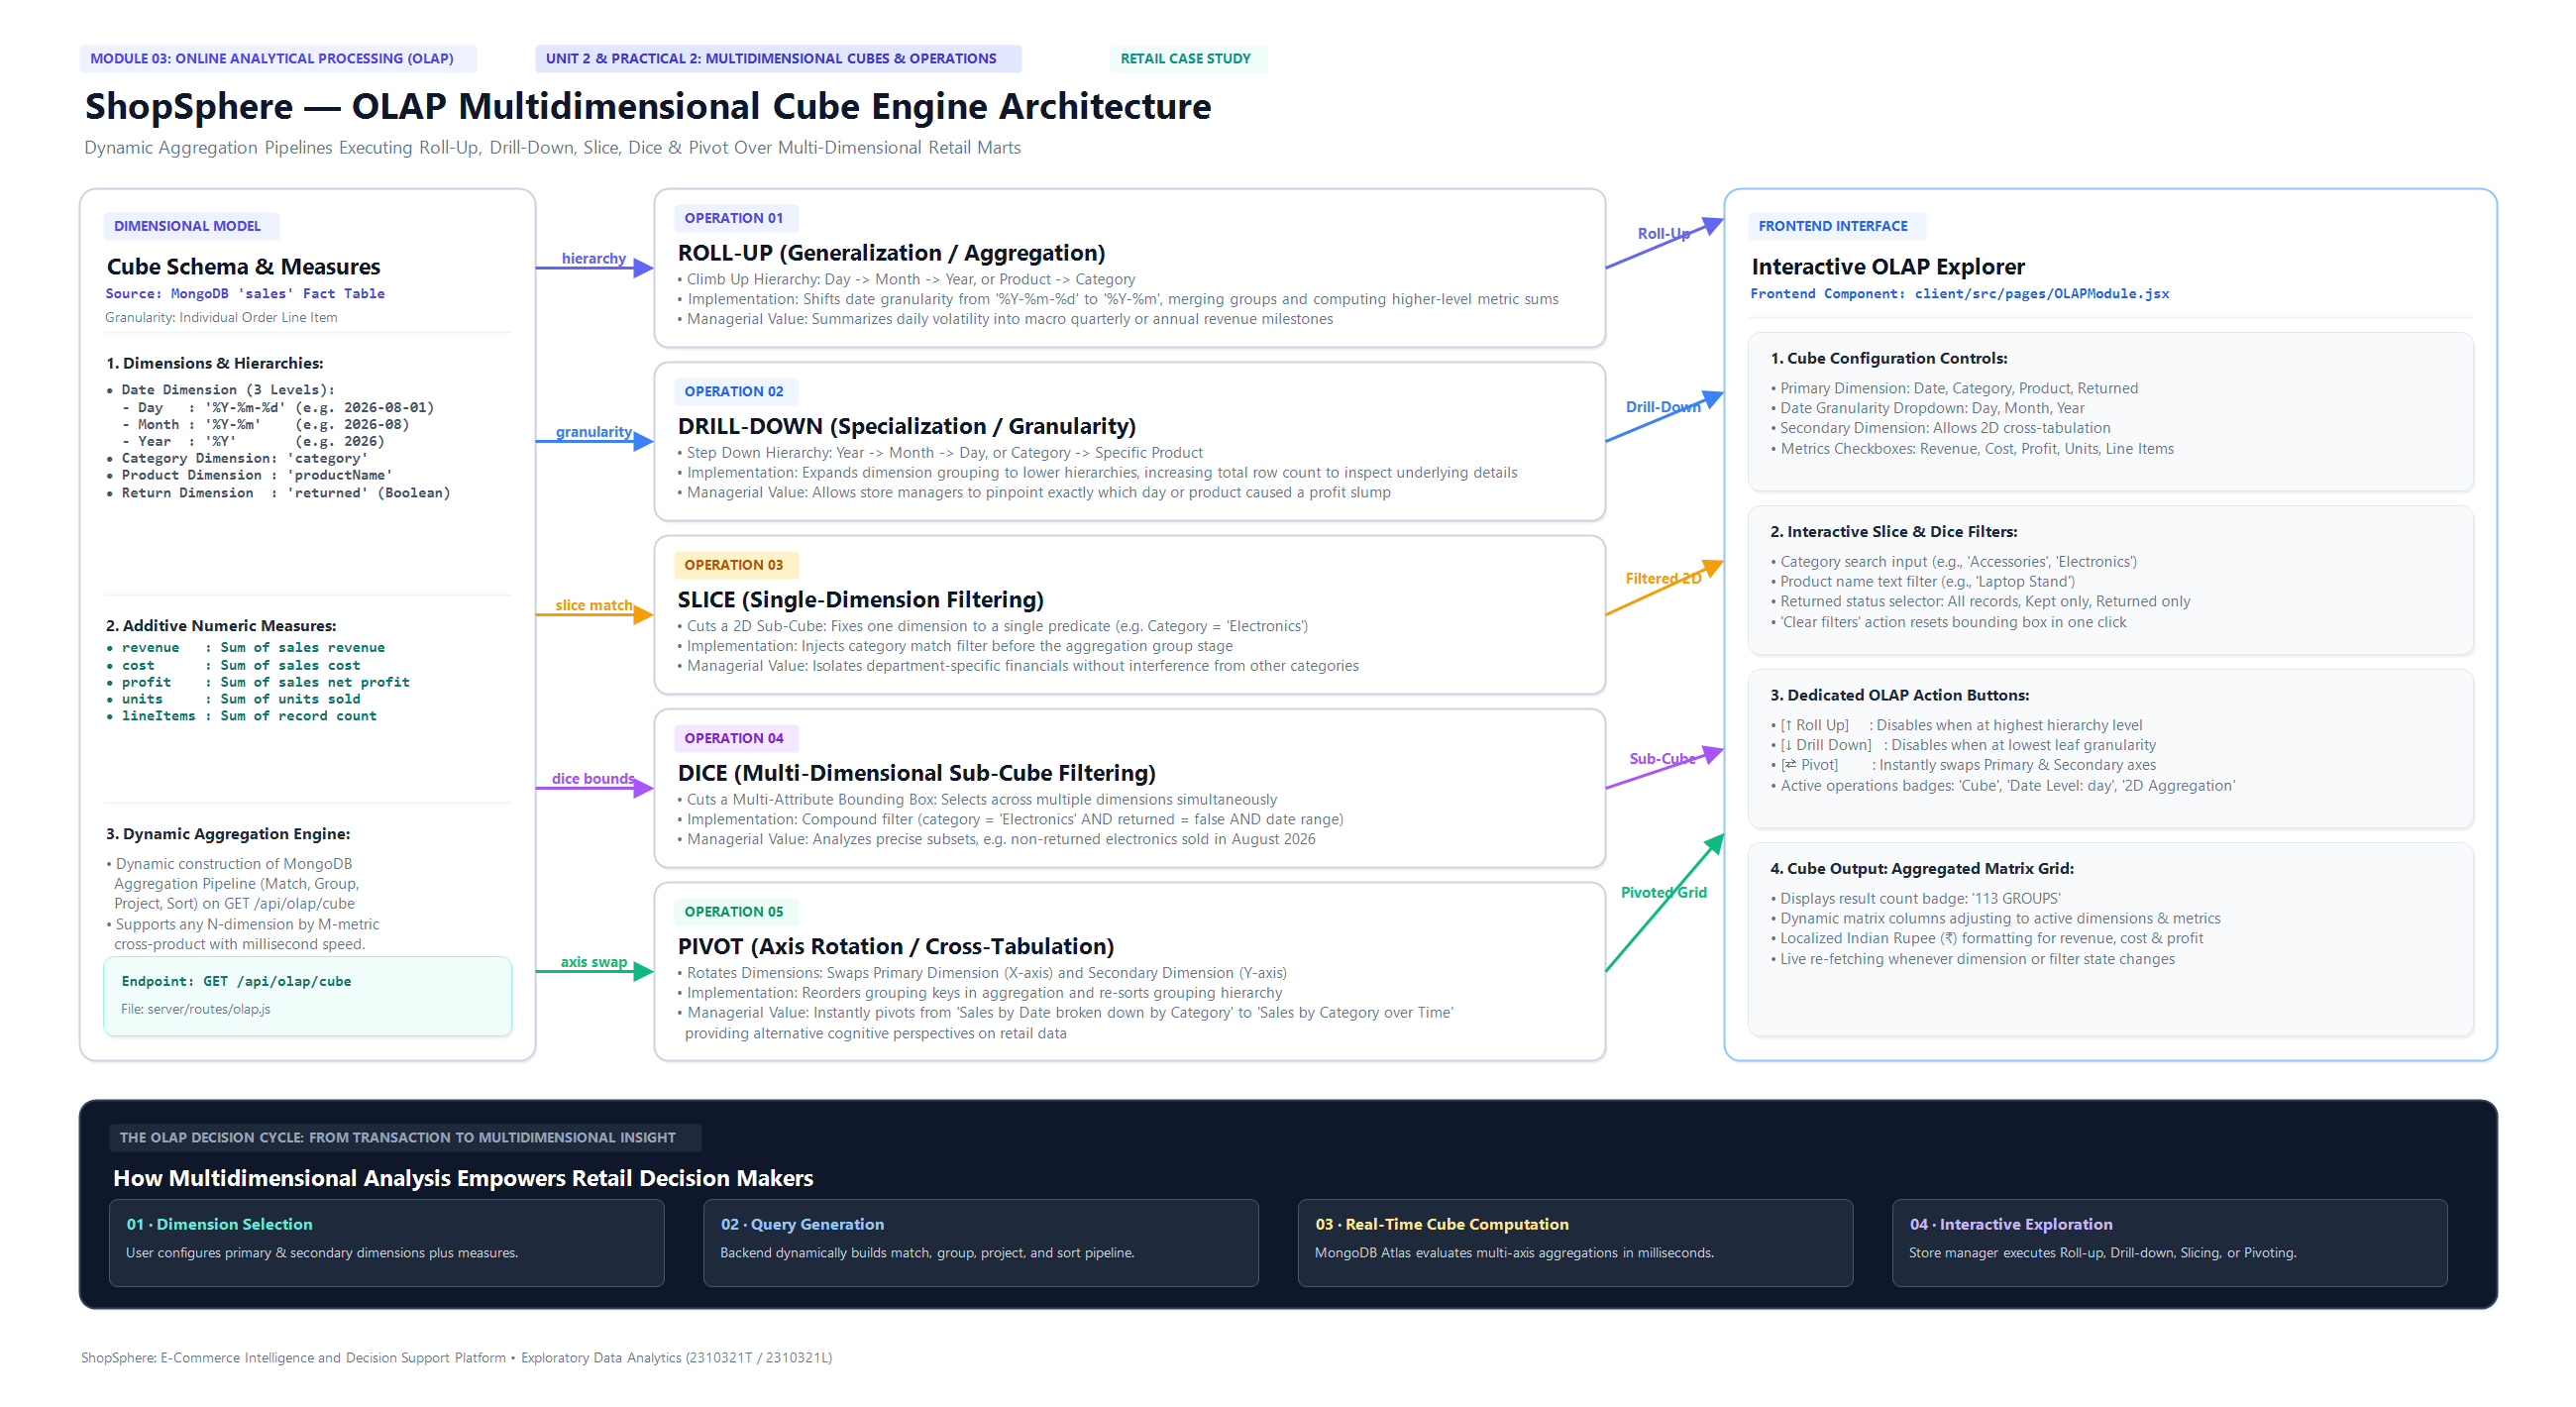 MODULE 03: ONLINE ANALYTICAL PROCESSING (OLAP)
UNIT 2 & PRACTICAL 2: MULTIDIMENSIONAL CUBES & OPERATIONS
RETAIL CASE STUDY
ShopSphere — OLAP Multidimensional Cube Engine Architecture
Dynamic Aggregation Pipelines Executing Roll-Up, Drill-Down, Slice, Dice & Pivot Over Multi-Dimensional Retail Marts
DIMENSIONAL MODEL
Cube Schema & Measures
Source: MongoDB 'sales' Fact Table
Granularity: Individual Order Line Item
1. Dimensions & Hierarchies:
• Date Dimension (3 Levels):
- Day : '%Y-%m-%d' (e.g. 2026-08-01)
- Month : '%Y-%m' (e.g. 2026-08)
- Year : '%Y' (e.g. 2026)
• Category Dimension: 'category'
• Product Dimension : 'productName'
• Return Dimension : 'returned' (Boolean)
2. Additive Numeric Measures:
• revenue : Sum of sales revenue
• cost : Sum of sales cost
• profit : Sum of sales net profit
• units : Sum of units sold
• lineItems : Sum of record count
3. Dynamic Aggregation Engine:
• Dynamic construction of MongoDB
Aggregation Pipeline (Match, Group,
Project, Sort) on GET /api/olap/cube
• Supports any N-dimension by M-metric
cross-product with millisecond speed.
Endpoint: GET /api/olap/cube
File: server/routes/olap.js
hierarchy
granularity
slice match
dice bounds
axis swap
OPERATION 01
ROLL-UP (Generalization / Aggregation)
• Climb Up Hierarchy: Day -> Month -> Year, or Product -> Category
• Implementation: Shifts date granularity from '%Y-%m-%d' to '%Y-%m', merging groups and computing higher-level metric sums
• Managerial Value: Summarizes daily volatility into macro quarterly or annual revenue milestones
OPERATION 02
DRILL-DOWN (Specialization / Granularity)
• Step Down Hierarchy: Year -> Month -> Day, or Category -> Specific Product
• Implementation: Expands dimension grouping to lower hierarchies, increasing total row count to inspect underlying details
• Managerial Value: Allows store managers to pinpoint exactly which day or product caused a profit slump
OPERATION 03
SLICE (Single-Dimension Filtering)
• Cuts a 2D Sub-Cube: Fixes one dimension to a single predicate (e.g. Category = 'Electronics')
• Implementation: Injects category match filter before the aggregation group stage
• Managerial Value: Isolates department-specific financials without interference from other categories
OPERATION 04
DICE (Multi-Dimensional Sub-Cube Filtering)
• Cuts a Multi-Attribute Bounding Box: Selects across multiple dimensions simultaneously
• Implementation: Compound filter (category = 'Electronics' AND returned = false AND date range)
• Managerial Value: Analyzes precise subsets, e.g. non-returned electronics sold in August 2026
OPERATION 05
PIVOT (Axis Rotation / Cross-Tabulation)
• Rotates Dimensions: Swaps Primary Dimension (X-axis) and Secondary Dimension (Y-axis)
• Implementation: Reorders grouping keys in aggregation and re-sorts grouping hierarchy
• Managerial Value: Instantly pivots from 'Sales by Date broken down by Category' to 'Sales by Category over Time'
providing alternative cognitive perspectives on retail data
Roll-Up
Drill-Down
Filtered 2D
Sub-Cube
Pivoted Grid
FRONTEND INTERFACE
Interactive OLAP Explorer
Frontend Component: client/src/pages/OLAPModule.jsx
1. Cube Configuration Controls:
• Primary Dimension: Date, Category, Product, Returned
• Date Granularity Dropdown: Day, Month, Year
• Secondary Dimension: Allows 2D cross-tabulation
• Metrics Checkboxes: Revenue, Cost, Profit, Units, Line Items
2. Interactive Slice & Dice Filters:
• Category search input (e.g., 'Accessories', 'Electronics')
• Product name text filter (e.g., 'Laptop Stand')
• Returned status selector: All records, Kept only, Returned only
• 'Clear filters' action resets bounding box in one click
3. Dedicated OLAP Action Buttons:
• [↑ Roll Up] : Disables when at highest hierarchy level
• [↓ Drill Down] : Disables when at lowest leaf granularity
• [⇄ Pivot] : Instantly swaps Primary & Secondary axes
• Active operations badges: 'Cube', 'Date Level: day', '2D Aggregation'
4. Cube Output: Aggregated Matrix Grid:
• Displays result count badge: '113 GROUPS'
• Dynamic matrix columns adjusting to active dimensions & metrics
• Localized Indian Rupee (₹) formatting for revenue, cost & profit
• Live re-fetching whenever dimension or filter state changes
THE OLAP DECISION CYCLE: FROM TRANSACTION TO MULTIDIMENSIONAL INSIGHT
How Multidimensional Analysis Empowers Retail Decision Makers
01 · Dimension Selection
User configures primary & secondary dimensions plus measures.
02 · Query Generation
Backend dynamically builds match, group, project, and sort pipeline.
03 · Real-Time Cube Computation
MongoDB Atlas evaluates multi-axis aggregations in milliseconds.
04 · Interactive Exploration
Store manager executes Roll-up, Drill-down, Slicing, or Pivoting.
ShopSphere: E-Commerce Intelligence and Decision Support Platform • Exploratory Data Analytics (2310321T / 2310321L)